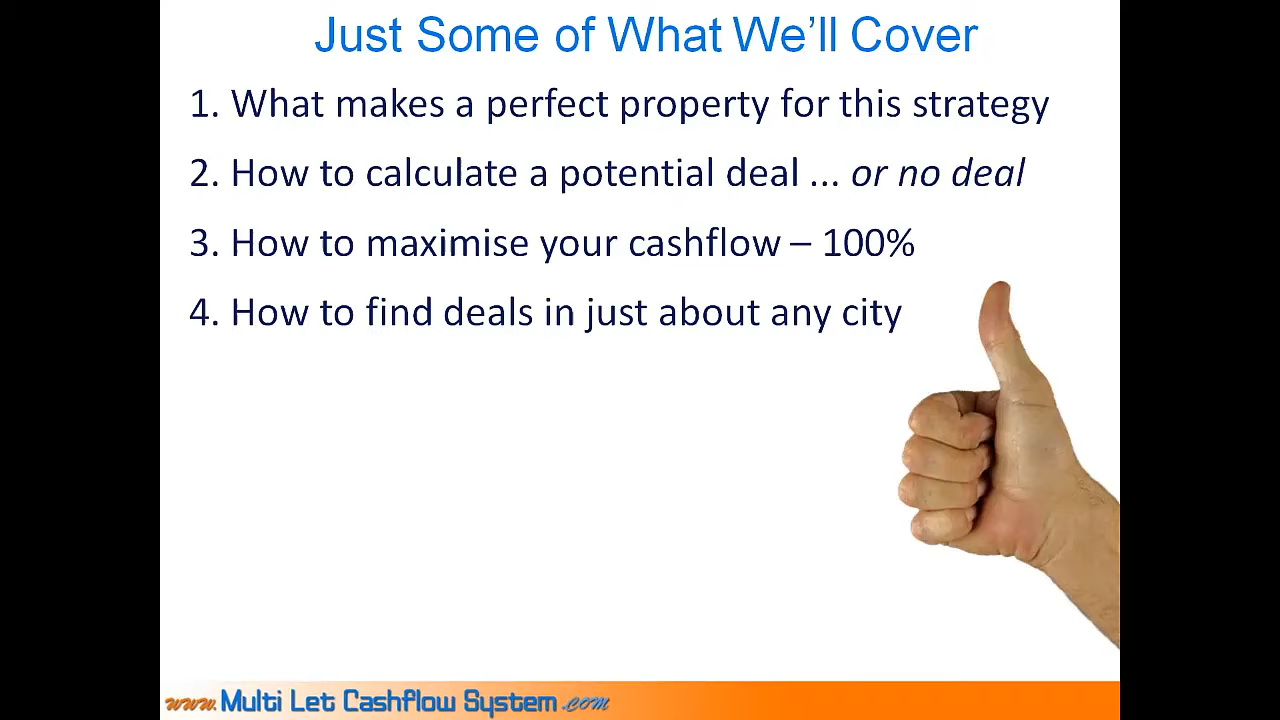 Just Some of What We’ll Cover
1. What makes a perfect property for this strategy
2. How to calculate a potential deal ... or no deal
3. How to maximise your cashflow – 100%
4. How to find deals in just about any city
www.Multi Let Cashflow System.com